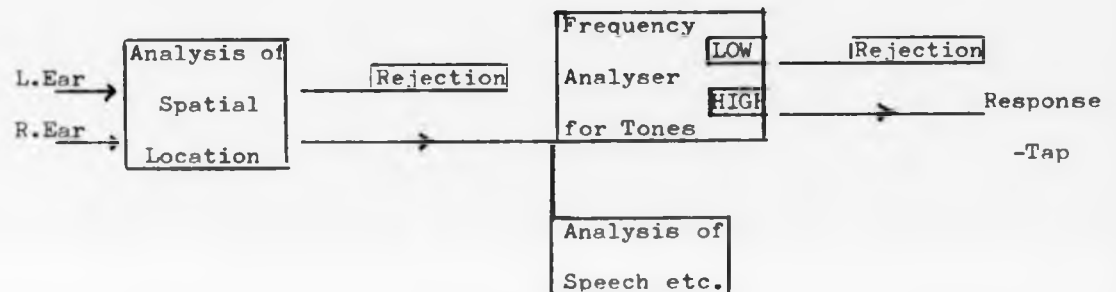 Analysis of
Spatial
Location
L.Ear
R.Ear
Rejection
Frequency
Analyser
for Tones
LOW
HIGH
Rejection
Response
-Tap
Analysis of
Speech etc.